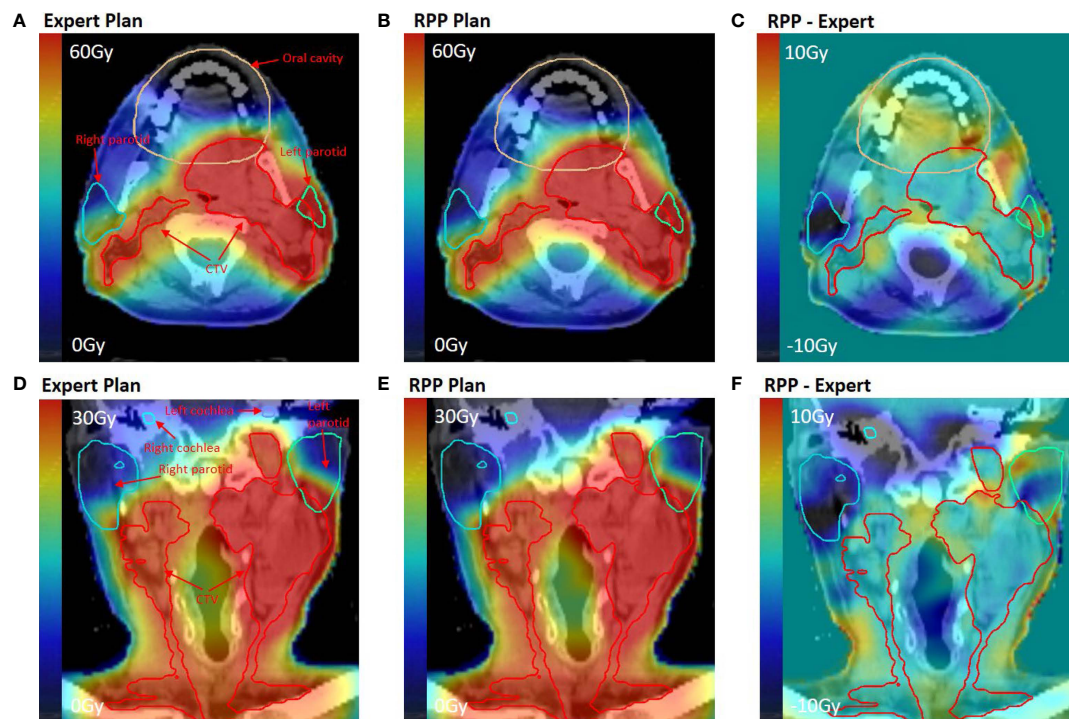 A Expert Plan
B RPP Plan
C RPP - Expert
60Gy
60Gy
10Gy
Oral cavity
Right parotid
Left parotid
CTV
0Gy
0Gy
-10Gy
D Expert Plan
E RPP Plan
F RPP - Expert
30Gy
30Gy
10Gy
Left cochlea
Left
parotid
Right cochlea
Right parotid
CTV
0Gy
0Gy
-10Gy